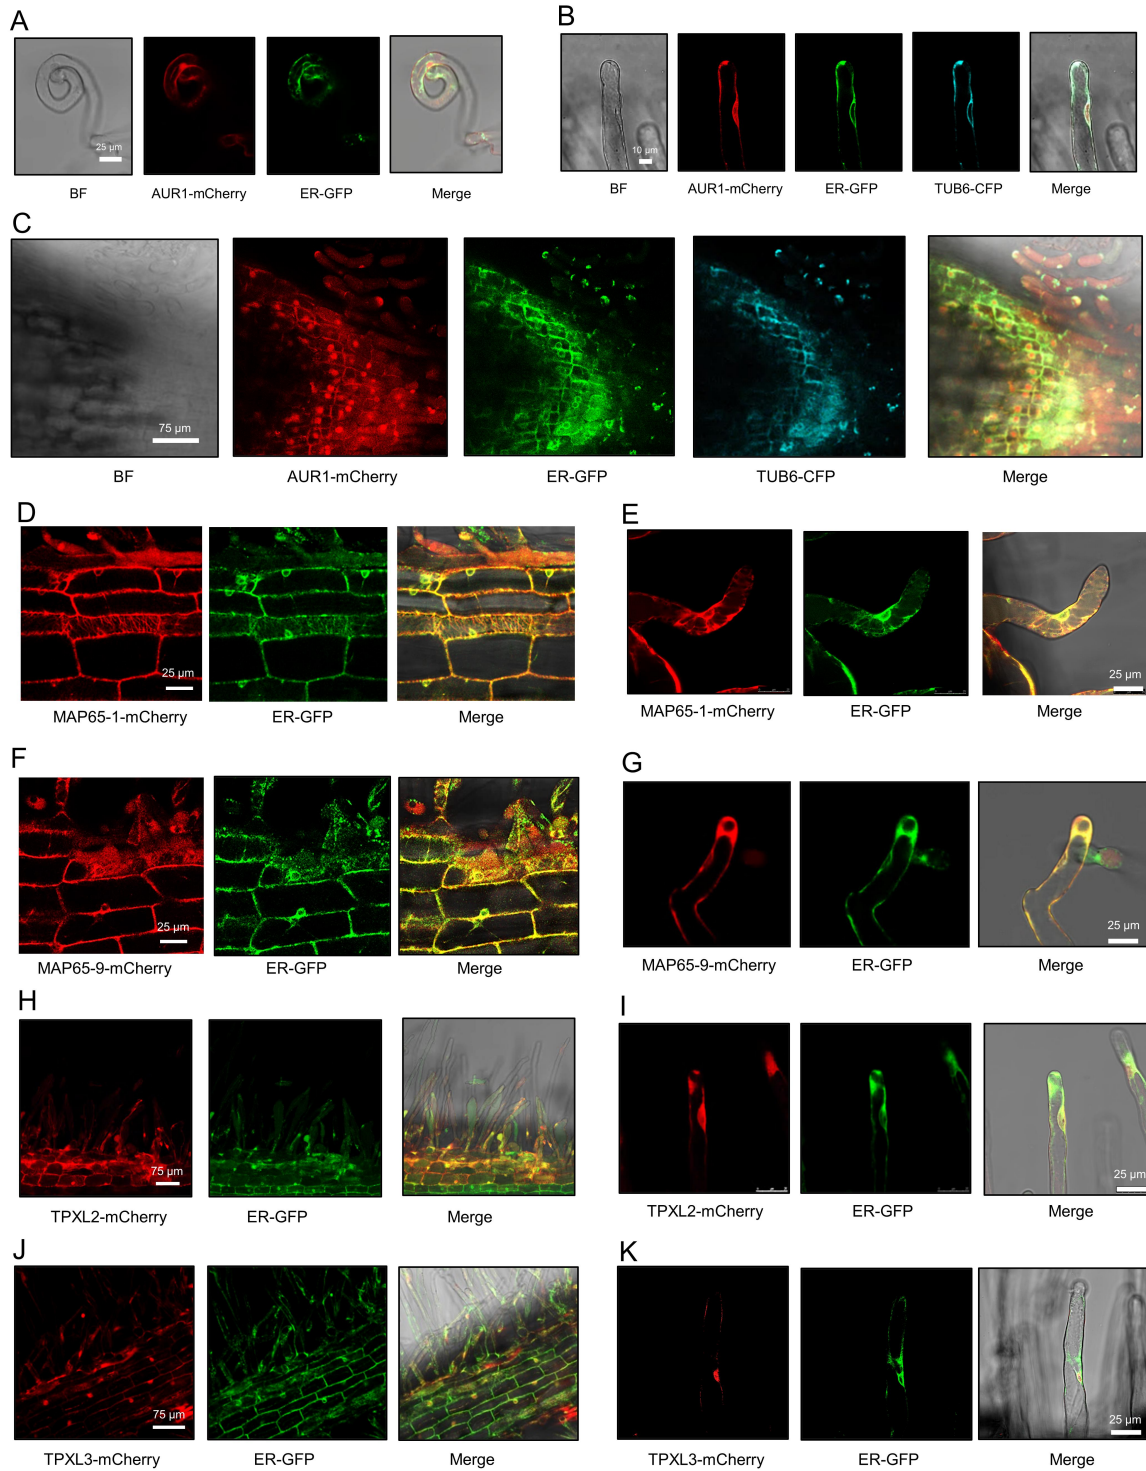 A
B
25 µm
10 µm
BF AUR1-mCherry ER-GFP Merge
BF AUR1-mCherry ER-GFP TUB6-CFP Merge
C
75 µm
BF AUR1-mCherry ER-GFP TUB6-CFP Merge
D
E
25 µm
25 µm
MAP65-1-mCherry ER-GFP Merge
MAP65-1-mCherry ER-GFP Merge
F
G
25 µm
25 µm
MAP65-9-mCherry ER-GFP Merge
MAP65-9-mCherry ER-GFP Merge
H
I
75 µm
25 µm
TPXL2-mCherry ER-GFP Merge
TPXL2-mCherry ER-GFP Merge
J
K
75 µm
25 µm
TPXL3-mCherry ER-GFP Merge
TPXL3-mCherry ER-GFP Merge